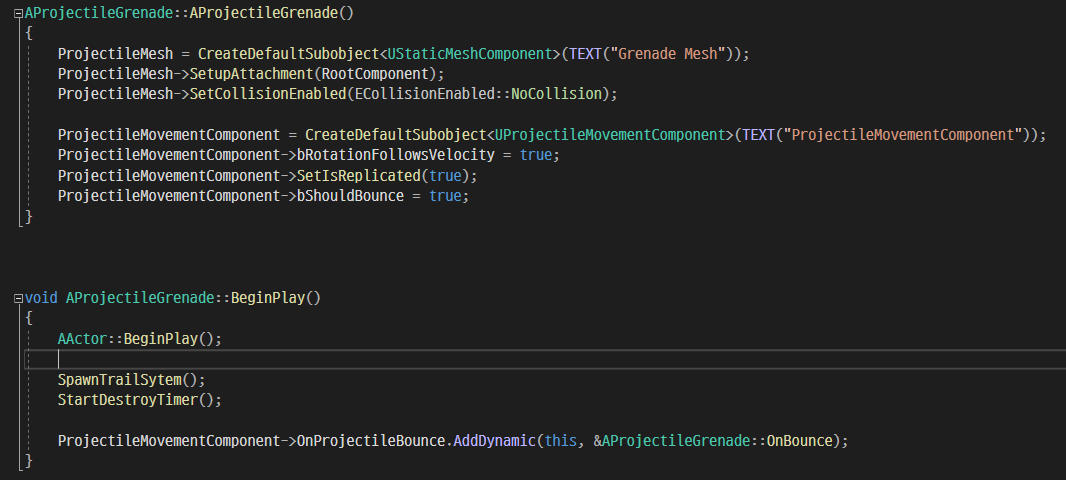 AProjectileGrenade::AProjectileGrenade()
{
ProjectileMesh = CreateDefaultSubobject<UStaticMeshComponent>(TEXT("Grenade Mesh"));
ProjectileMesh->SetupAttachment(RootComponent);
ProjectileMesh->SetCollisionEnabled(ECollisionEnabled::NoCollision);
ProjectileMovementComponent = CreateDefaultSubobject<UProjectileMovementComponent>(TEXT("ProjectileMovementComponent"));
ProjectileMovementComponent->bRotationFollowsVelocity = true;
ProjectileMovementComponent->SetIsReplicated(true);
ProjectileMovementComponent->bShouldBounce = true;
}
void AProjectileGrenade::BeginPlay()
{
AActor::BeginPlay();
SpawnTrailSytem();
StartDestroyTimer();
ProjectileMovementComponent->OnProjectileBounce.AddDynamic(this, &AProjectileGrenade::OnBounce);
}